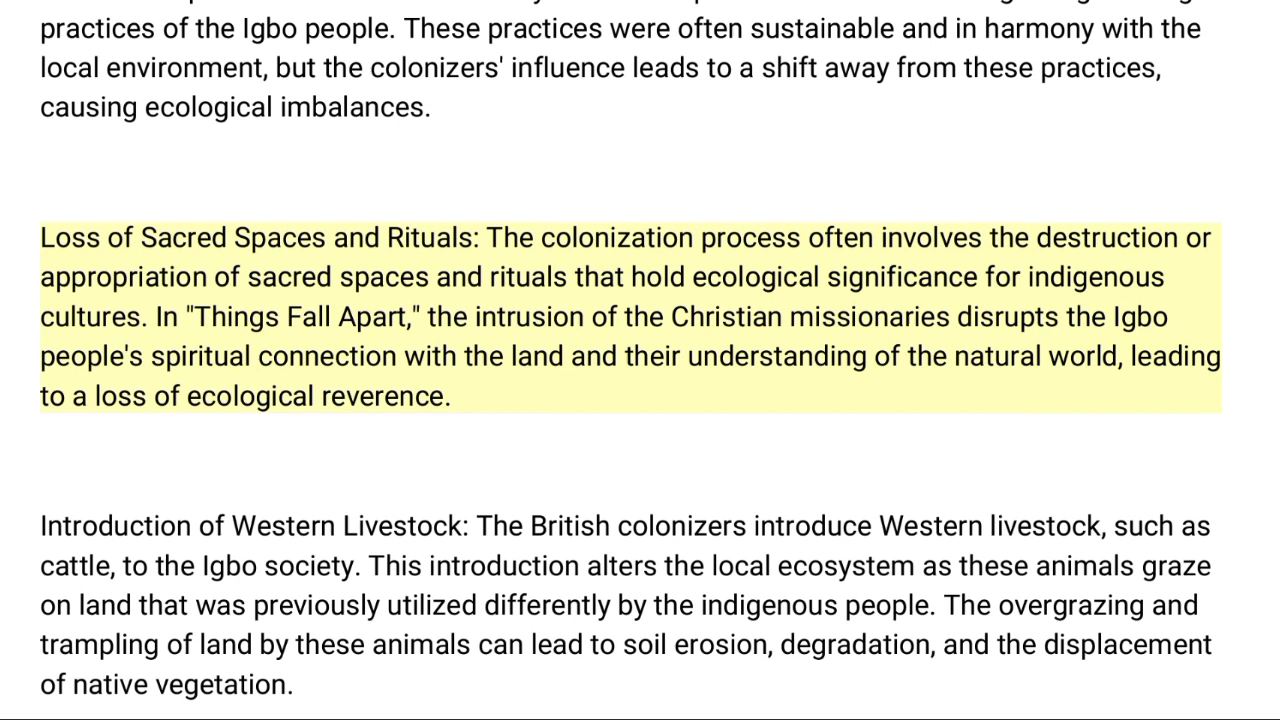 practices of the Igbo people. These practices were often sustainable and in harmony with the
local environment, but the colonizers' influence leads to a shift away from these practices,
causing ecological imbalances.
Loss of Sacred Spaces and Rituals: The colonization process often involves the destruction or
appropriation of sacred spaces and rituals that hold ecological significance for indigenous
cultures. In "Things Fall Apart," the intrusion of the Christian missionaries disrupts the Igbo
people's spiritual connection with the land and their understanding of the natural world, leading
to a loss of ecological reverence.
Introduction of Western Livestock: The British colonizers introduce Western livestock, such as
cattle, to the Igbo society. This introduction alters the local ecosystem as these animals graze
on land that was previously utilized differently by the indigenous people. The overgrazing and
trampling of land by these animals can lead to soil erosion, degradation, and the displacement
of native vegetation.